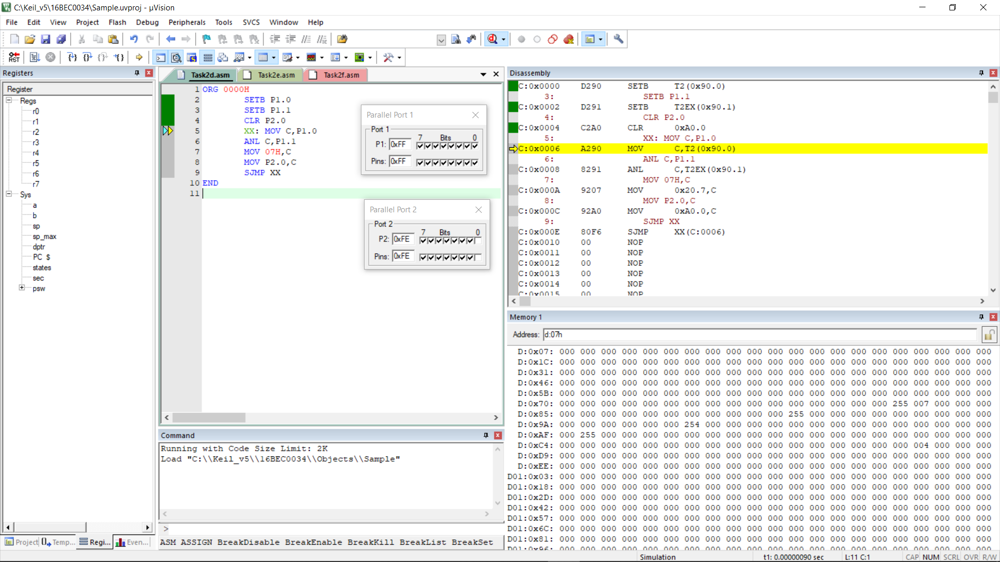 C:\Keil_v5\16BEC0034\Sample.uvproj - µVision
File Edit View Project Flash Debug Peripherals Tools SVCS Window Help
RST
Registers
Register
Regs
r0
r1
r2
r3
r4
r5
r6
r7
Sys
a
b
sp
sp_max
dptr
PC $
states
sec
psw
Project Temp... Regi... Even...
Task2d.asm Task2e.asm Task2f.asm
1 ORG 0000H
2 SETB P1.0
3 SETB P1.1
4 CLR P2.0
5 XX: MOV C,P1.0
6 ANL C,P1.1
7 MOV 07H,C
8 MOV P2.0,C
9 SJMP XX
10 END
11
Parallel Port 1
Port 1
7 Bits 0
P1: 0xFF
Pins: 0xFF
Parallel Port 2
Port 2
7 Bits 0
P2: 0xFE
Pins: 0xFE
Command
Running with Code Size Limit: 2K
Load "C:\\Keil_v5\\16BEC0034\\Objects\\Sample"
>
ASM ASSIGN BreakDisable BreakEnable BreakKill BreakList BreakSet
Disassembly
C:0x0000 D290 SETB T2(0x90.0)
3: SETB P1.1
C:0x0002 D291 SETB T2EX(0x90.1)
4: CLR P2.0
C:0x0004 C2A0 CLR 0xA0.0
5: XX: MOV C,P1.0
C:0x0006 A290 MOV C,T2(0x90.0)
6: ANL C,P1.1
C:0x0008 8291 ANL C,T2EX(0x90.1)
7: MOV 07H,C
C:0x000A 9207 MOV 0x20.7,C
8: MOV P2.0,C
C:0x000C 92A0 MOV 0xA0.0,C
9: SJMP XX
C:0x000E 80F6 SJMP XX(C:0006)
C:0x0010 00 NOP
C:0x0011 00 NOP
C:0x0012 00 NOP
C:0x0013 00 NOP
C:0x0014 00 NOP
C:0x0015 00 NOP
Memory 1
Address: d:07h
D:0x07: 000 000 000 000 000 000 000 000 000 000 000 000 000 000 000 000 000 000 000 000 000
D:0x1C: 000 000 000 000 000 000 000 000 000 000 000 000 000 000 000 000 000 000 000 000 000
D:0x31: 000 000 000 000 000 000 000 000 000 000 000 000 000 000 000 000 000 000 000 000 000
D:0x46: 000 000 000 000 000 000 000 000 000 000 000 000 000 000 000 000 000 000 000 000 000
D:0x5B: 000 000 000 000 000 000 000 000 000 000 000 000 000 000 000 000 000 000 000 000 000
D:0x70: 000 000 000 000 000 000 000 000 000 000 000 000 000 000 000 000 255 007 000 000 000
D:0x85: 000 000 000 000 000 000 000 000 000 000 000 255 000 000 000 000 000 000 000 000 000
D:0x9A: 000 000 000 000 000 000 254 000 000 000 000 000 000 000 000 000 000 000 000 000 000
D:0xAF: 000 255 000 000 000 000 000 000 000 000 000 000 000 000 000 000 000 000 000 000 000
D:0xC4: 000 000 000 000 000 000 000 000 000 000 000 000 000 000 000 000 000 004 000 000 000
D:0xD9: 000 000 000 000 000 000 000 000 000 000 000 000 000 000 000 000 000 000 000 000 000
D:0xEE: 000 000 000 000 000 000 000 000 000 000 000 000 000 000 000 000 000 000 000 000 000
D01:0x03: 000 000 000 000 000 000 000 000 000 000 000 000 000 000 000 000 000 000 000 000 000
D01:0x18: 000 000 000 000 000 000 000 000 000 000 000 000 000 000 000 000 000 000 000 000 000
D01:0x2D: 000 000 000 000 000 000 000 000 000 000 000 000 000 000 000 000 000 000 000 000 000
D01:0x42: 000 000 000 000 000 000 000 000 000 000 000 000 000 000 000 000 000 000 000 000 000
D01:0x57: 000 000 000 000 000 000 000 000 000 000 000 000 000 000 000 000 000 000 000 000 000
D01:0x6C: 000 000 000 000 000 000 000 000 000 000 000 000 000 000 000 000 000 000 000 000 000
D01:0x81: 000 000 000 000 000 000 000 000 000 000 000 000 000 000 000 000 000 000 000 000 000
D01:0x96: 000 000 000 000 000 000 000 000 000 000 000 000 000 000 000 000 000 000 000 000 000
Simulation t1: 0.00000090 sec L:11 C:1 CAP NUM SCRL OVR R/W